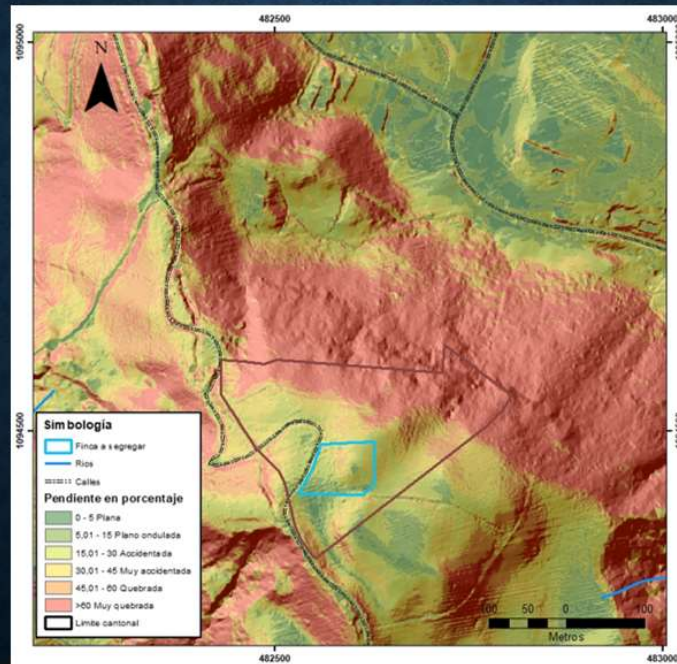 482500
483000
1095000
N
1094500
Simbología
Finca a segregar
Rios
Calles
Pendiente en porcentaje
0 - 5 Plana
5,01 - 15 Plano ondulada
15,01 - 30 Accidentada
30,01 - 45 Muy accidentada
45,01 - 60 Quebrada
>60 Muy quebrada
Limite cantonal
100 50 0 100
Metros
482500
483000